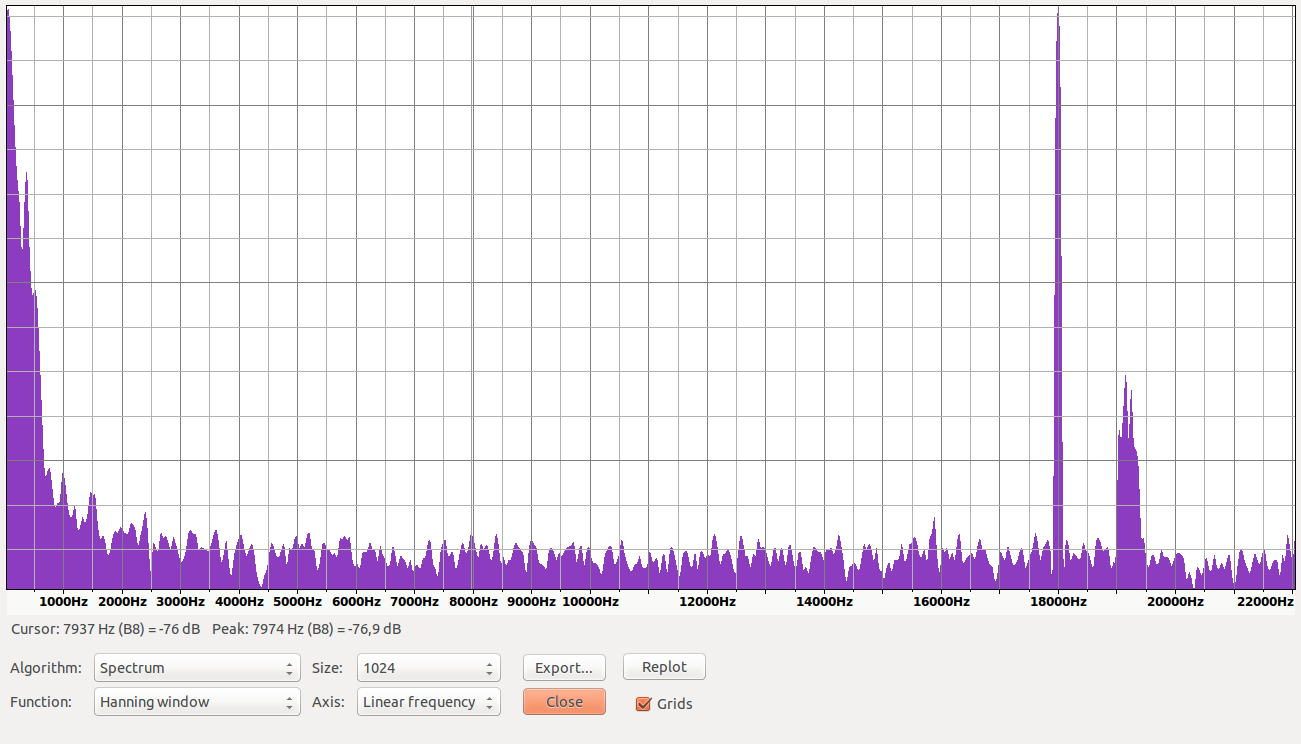 1000Hz 2000Hz 3000Hz 4000Hz 5000Hz 6000Hz 7000Hz 8000Hz 9000Hz 10000Hz 12000Hz 14000Hz 16000Hz 18000Hz 20000Hz 22000Hz
Cursor: 7937 Hz (B8) = -76 dB Peak: 7974 Hz (B8) = -76,9 dB
Algorithm: Spectrum Size: 1024 Export... Replot
Function: Hanning window Axis: Linear frequency Close Grids